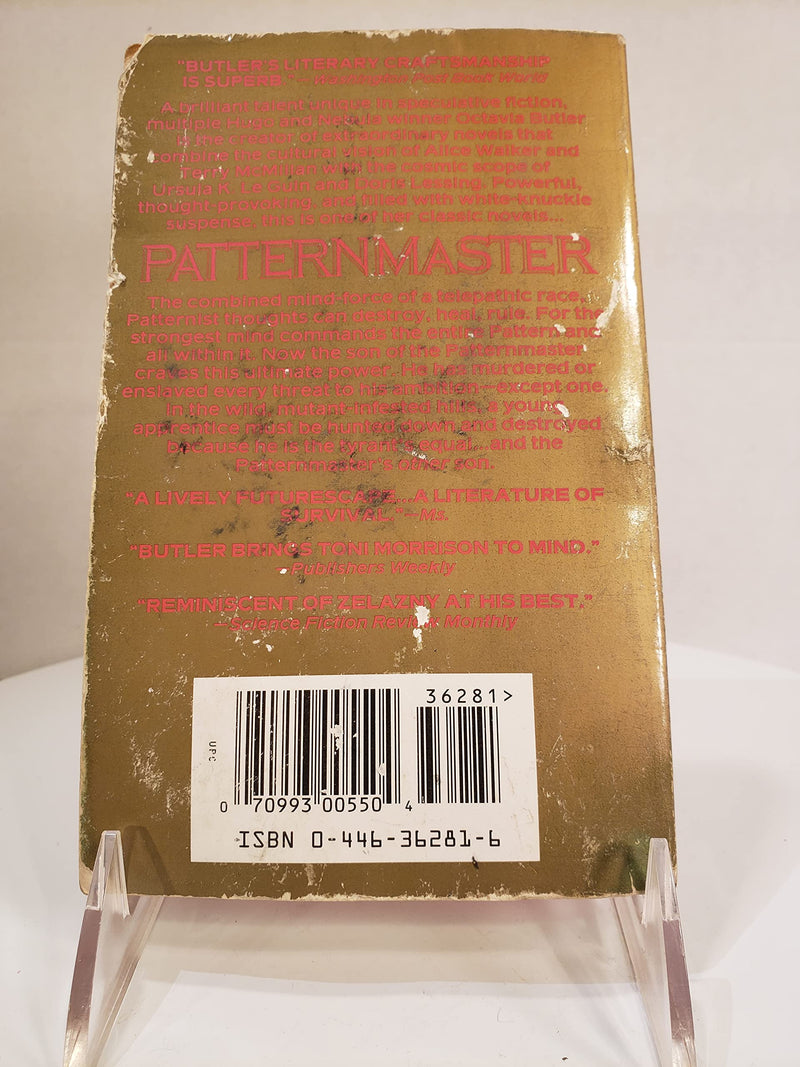 "BUTLER'S LITERARY CRAFTSMANSHIP
IS SUPERB."—Washington Post Book World
A brilliant talent unique in speculative fiction,
multiple Hugo and Nebula winner Octavia Butler
is the creator of extraordinary novels that
combine the cultural vision of Alice Walker and
Terry McMillan with the cosmic scope of
Ursula K. Le Guin and Doris Lessing. Powerful,
thought-provoking, and filled with white-knuckle
suspense, this is one of her classic novels...
PATTERNMASTER
The combined mind-force of a telepathic race,
Patternist thoughts can destroy, heal, rule. For the
strongest mind commands the entire Pattern and
all within it. Now the son of the Patternmaster
craves this ultimate power. He has murdered or
enslaved every threat to his ambition—except one.
In the wild, mutant-infested hills, a young
apprentice must be hunted down and destroyed
because he is the tyrant's equal...and the
Patternmaster's other son.
"A LIVELY FUTURESCAPE...A LITERATURE OF
SURVIVAL."—Ms.
"BUTLER BRINGS TONI MORRISON TO MIND."
—Publishers Weekly
"REMINISCENT OF ZELAZNY AT HIS BEST."
—Science Fiction Review Monthly
36281>
UPC
0 70993 00550 4
ISBN 0-446-36281-6